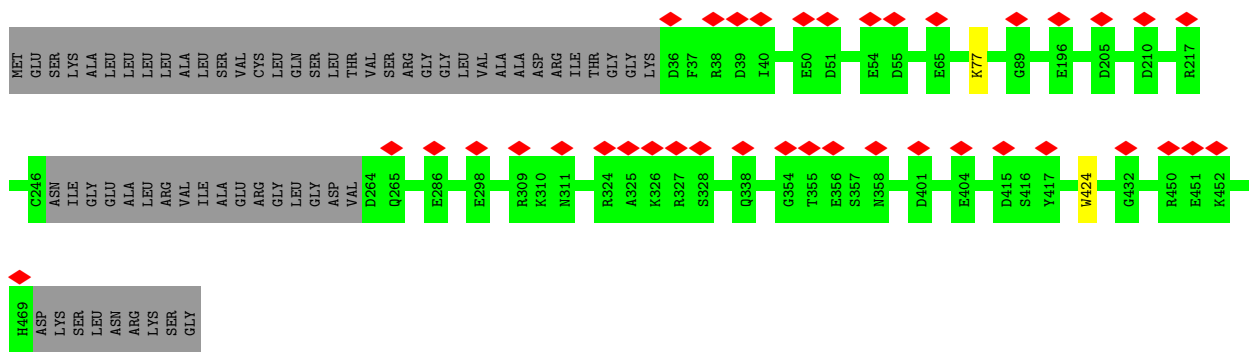 MET GLU SER LYS ALA LEU LEU LEU LEU ALA LEU SER VAL CYS LEU GLN SER LEU THR VAL SER ARG GLY GLY LEU VAL ALA ALA ASP ARG ILE THR GLY GLY LYS D36 F37 R38 D39 I40 E50 D51 E54 D55 E65 K77 G89 E196 D205 D210 R217
C246 ASN ILE GLY GLU ALA LEU ARG VAL ILE ALA GLU ARG GLY LEU GLY ASP VAL D264 Q265 E286 E298 R309 K310 N311 R324 A325 K326 R327 S328 Q338 G354 T355 E356 S357 N358 D401 E404 D415 S416 Y417 W424 G432 R450 E451 K452
H469 ASP LYS SER LEU ASN ARG LYS SER GLY